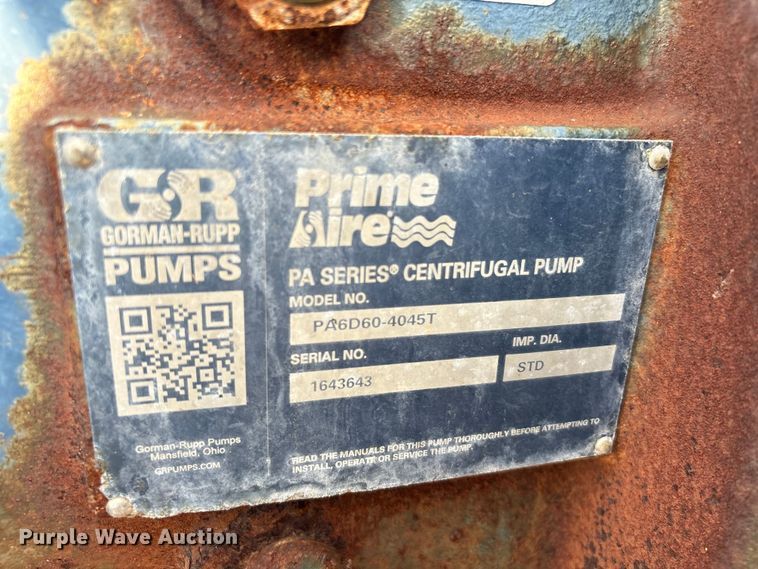 GR
GORMAN-RUPP
PUMPS
Gorman-Rupp Pumps
Mansfield, Ohio
GRPUMPS.COM
Prime
Aire®
PA SERIES® CENTRIFUGAL PUMP
MODEL NO.
PA6D60-4045T
SERIAL NO.
1643643
IMP. DIA.
STD
READ THE MANUALS FOR THIS PUMP THOROUGHLY BEFORE ATTEMPTING TO
INSTALL, OPERATE OR SERVICE THE PUMP.
Purple Wave Auction